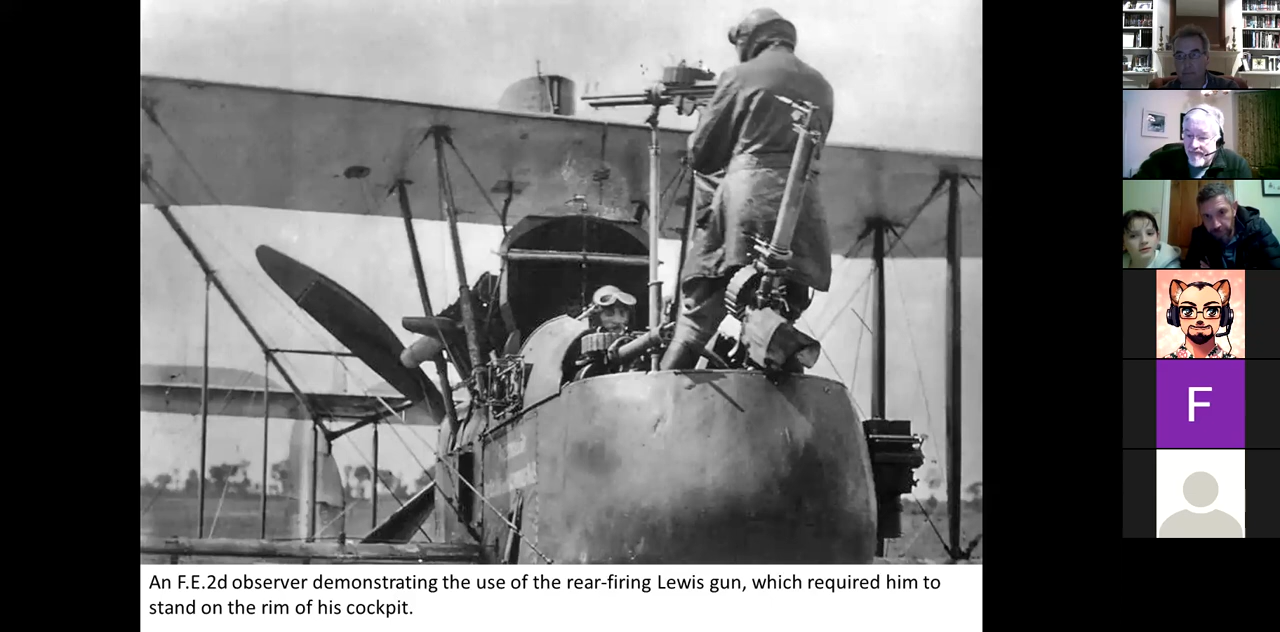 An F.E.2d observer demonstrating the use of the rear-firing Lewis gun, which required him to
stand on the rim of his cockpit.
F